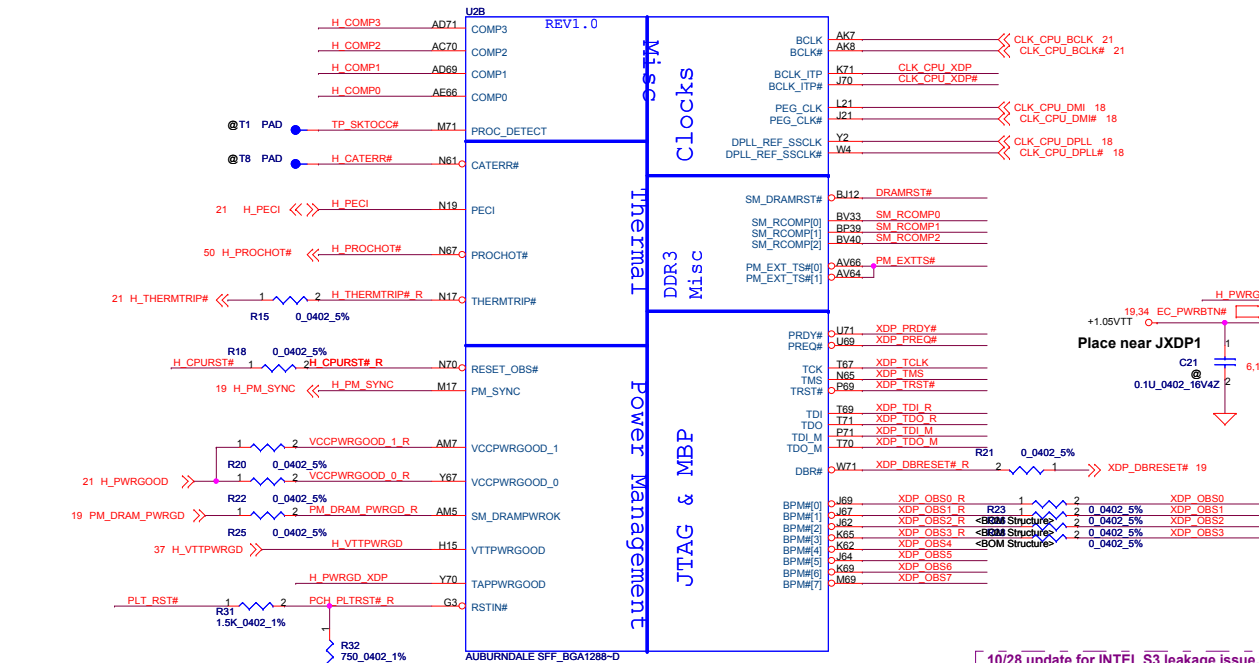 U2B
REV1.0
H_COMP3 AD71 COMP3
H_COMP2 AC70 COMP2
H_COMP1 AD69 COMP1
H_COMP0 AE66 COMP0
@T1 PAD TP_SKTOCC# M71 PROC_DETECT
@T8 PAD H_CATERR# N61 CATERR#
21 H_PECI H_PECI N19 PECI
50 H_PROCHOT# H_PROCHOT# N67 PROCHOT#
21 H_THERMTRIP# 1 2 H_THERMTRIP#_R N17 THERMTRIP#
R15 0_0402_5%
R18 0_0402_5%
H_CPURST# 1 2 H_CPURST#_R N70 RESET_OBS#
19 H_PM_SYNC H_PM_SYNC M17 PM_SYNC
1 2 VCCPWRGOOD_1_R AM7 VCCPWRGOOD_1
R20 0_0402_5%
21 H_PWRGOOD 1 2 VCCPWRGOOD_0_R Y67 VCCPWRGOOD_0
R22 0_0402_5%
19 PM_DRAM_PWRGD 1 2 PM_DRAM_PWRGD_R AM5 SM_DRAMPWROK
R25 0_0402_5%
37 H_VTTPWRGD H_VTTPWRGD H15 VTTPWRGOOD
H_PWRGD_XDP Y70 TAPPWRGOOD
PLT_RST# 1 2 PCH_PLTRST#_R G3 RSTIN#
R31
1.5K_0402_1%
1
R32
750_0402_1%
AUBURNDALE SFF_BGA1288~D
Misc
Thermal
Power Management
Clocks
DDR3
Misc
JTAG & MBP
BCLK AK7 CLK_CPU_BCLK 21
BCLK# AK8 CLK_CPU_BCLK# 21
BCLK_ITP K71 CLK_CPU_XDP
BCLK_ITP# J70 CLK_CPU_XDP#
PEG_CLK L21 CLK_CPU_DMI 18
PEG_CLK# J21 CLK_CPU_DMI# 18
DPLL_REF_SSCLK Y2 CLK_CPU_DPLL 18
DPLL_REF_SSCLK# W4 CLK_CPU_DPLL# 18
SM_DRAMRST# BJ12 DRAMRST#
SM_RCOMP[0] BV33 SM_RCOMP0
SM_RCOMP[1] BP39 SM_RCOMP1
SM_RCOMP[2] BV40 SM_RCOMP2
PM_EXT_TS#[0] AV66 PM_EXTTS#
PM_EXT_TS#[1] AV64
PRDY# U71 XDP_PRDY#
PREQ# U69 XDP_PREQ#
TCK T67 XDP_TCLK
TMS N65 XDP_TMS
TRST# P69 XDP_TRST#
TDI T69 XDP_TDI_R
TDO T71 XDP_TDO_R
TDI_M P71 XDP_TDI_M
TDO_M T70 XDP_TDO_M
R21 0_0402_5%
DBR# W71 XDP_DBRESET#_R 2 1 XDP_DBRESET# 19
BPM#[0] J69 XDP_OBS0_R 1 2 XDP_OBS0
BPM#[1] J67 XDP_OBS1_R R23 1 2 0_0402_5% XDP_OBS1
BPM#[2] J62 XDP_OBS2_R <BOM Structure> 2 0_0402_5% XDP_OBS2
BPM#[3] K65 XDP_OBS3_R <BOM Structure> 2 0_0402_5% XDP_OBS3
BPM#[4] K62 XDP_OBS4 <BOM Structure> 0_0402_5%
BPM#[5] J64 XDP_OBS5
BPM#[6] K69 XDP_OBS6
BPM#[7] M69 XDP_OBS7
H_PWRG
19,34 EC_PWRBTN#
+1.05VTT
Place near JXDP1
1
C21
@
0.1U_0402_16V4Z 2
6,1
10/28 update for INTEL S3 leakage issue